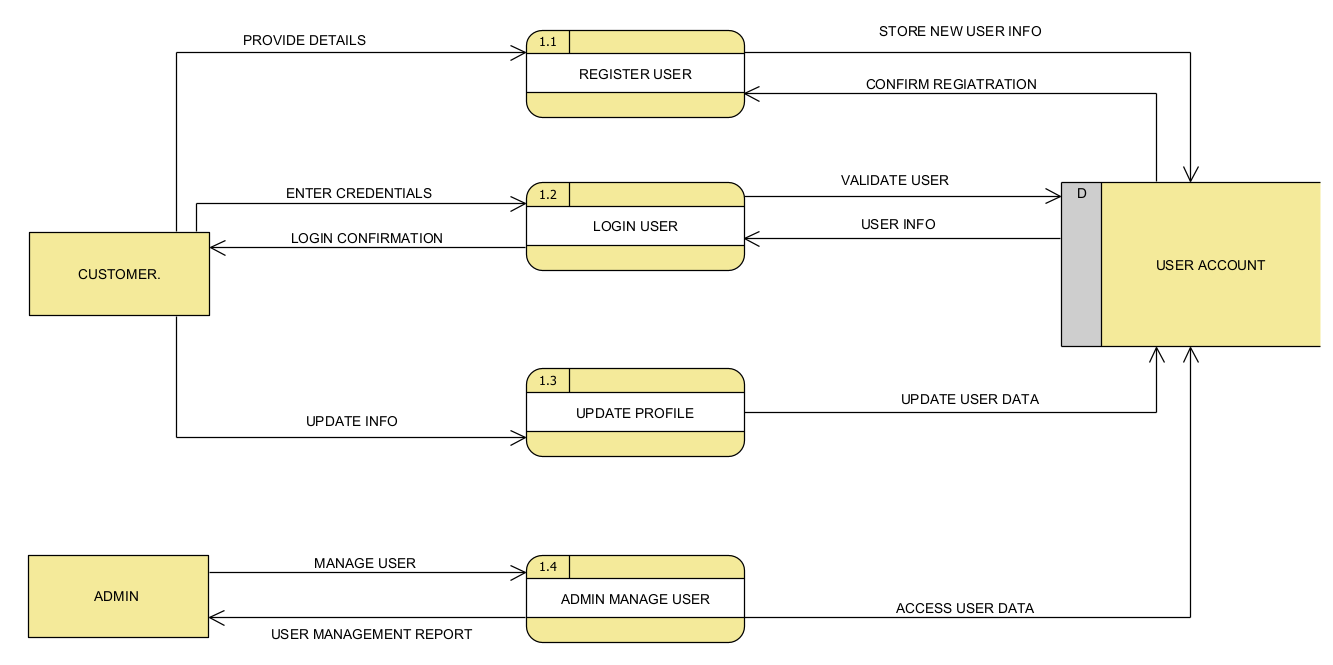 PROVIDE DETAILS
1.1
REGISTER USER
STORE NEW USER INFO
CONFIRM REGIATRATION
ENTER CREDENTIALS
LOGIN CONFIRMATION
1.2
LOGIN USER
VALIDATE USER
USER INFO
D
USER ACCOUNT
CUSTOMER.
UPDATE INFO
1.3
UPDATE PROFILE
UPDATE USER DATA
ADMIN
MANAGE USER
USER MANAGEMENT REPORT
1.4
ADMIN MANAGE USER
ACCESS USER DATA